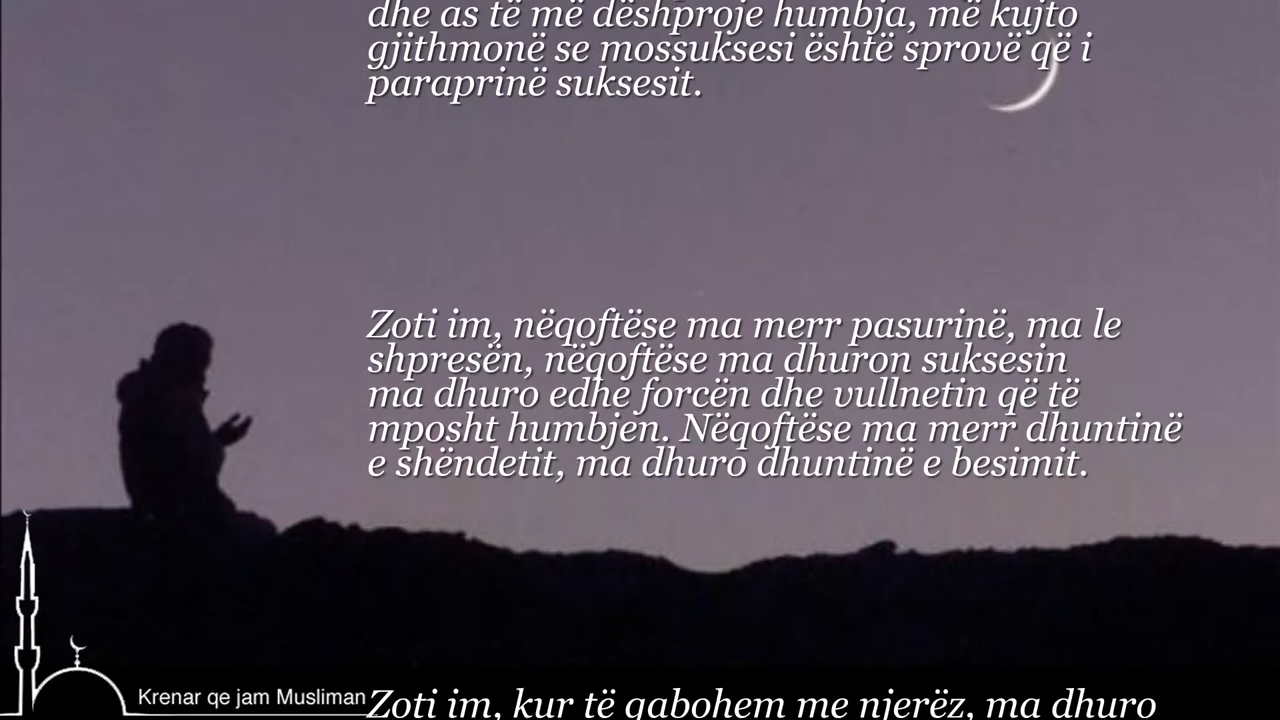 dhe as të më dëshproje humbja, më kujto
gjithmonë se mossuksesi është sprovë që i
paraprinë suksesit.
Zoti im, nëqoftëse ma merr pasurinë, ma le
shpresën, nëqoftëse ma dhuron suksesin
ma dhuro edhe forcën dhe vullnetin që të
mposht humbjen. Nëqoftëse ma merr dhuntinë
e shëndetit, ma dhuro dhuntinë e besimit.
Krenar qe jam Musliman
Zoti im, kur të gabohem me njerëz, ma dhuro